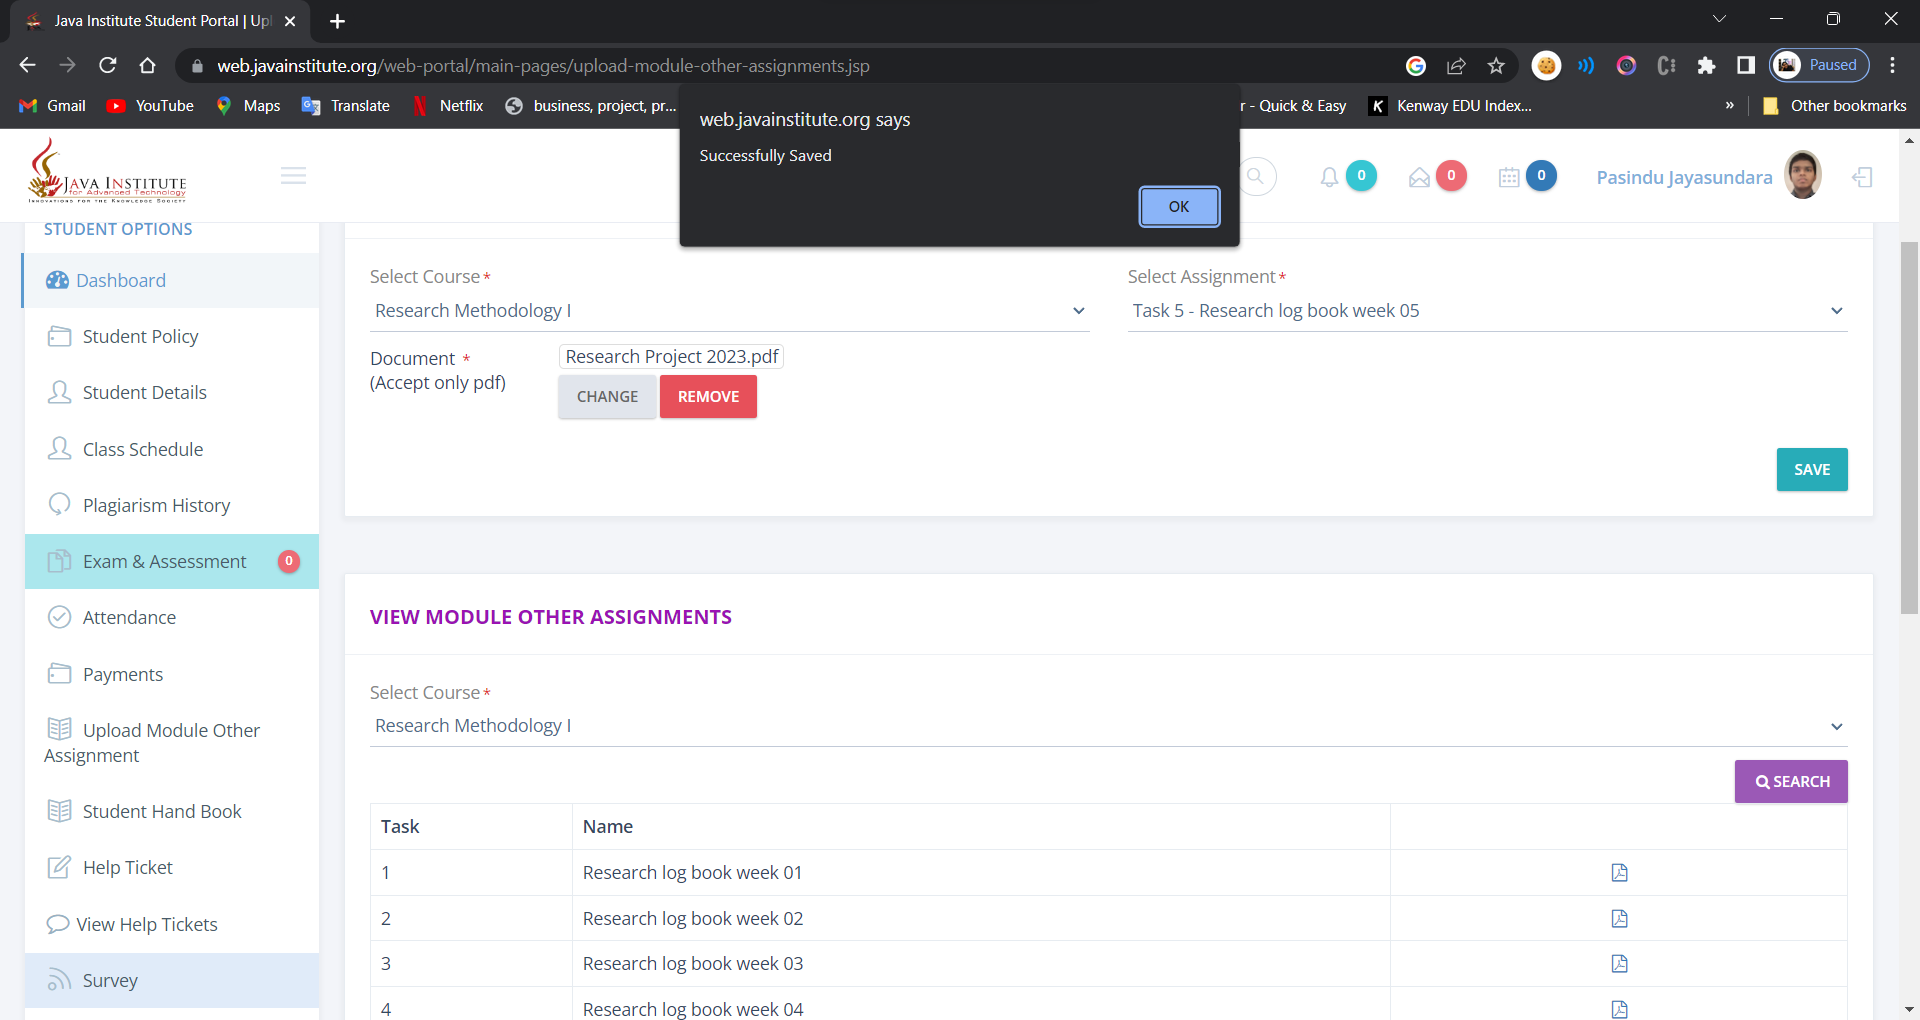 Java Institute Student Portal | Upl
web.javainstitute.org/web-portal/main-pages/upload-module-other-assignments.jsp
Paused
Gmail
YouTube
Maps
Translate
Netflix
business, project, pr...
r - Quick & Easy
K
Kenway EDU Index...
»
Other bookmarks
web.javainstitute.org says
Successfully Saved
OK
JAVA INSTITUTE
for Advanced Technology
INNOVATIONS FOR THE KNOWLEDGE SOCIETY
0
0
0
Pasindu Jayasundara
STUDENT OPTIONS
Dashboard
Student Policy
Student Details
Class Schedule
Plagiarism History
Exam & Assessment 0
Attendance
Payments
Upload Module Other
Assignment
Student Hand Book
Help Ticket
View Help Tickets
Survey
Select Course*
Research Methodology I
Select Assignment*
Task 5 - Research log book week 05
Document *
(Accept only pdf)
Research Project 2023.pdf
CHANGE
REMOVE
SAVE
VIEW MODULE OTHER ASSIGNMENTS
Select Course*
Research Methodology I
SEARCH
Task Name
1 Research log book week 01
2 Research log book week 02
3 Research log book week 03
4 Research log book week 04